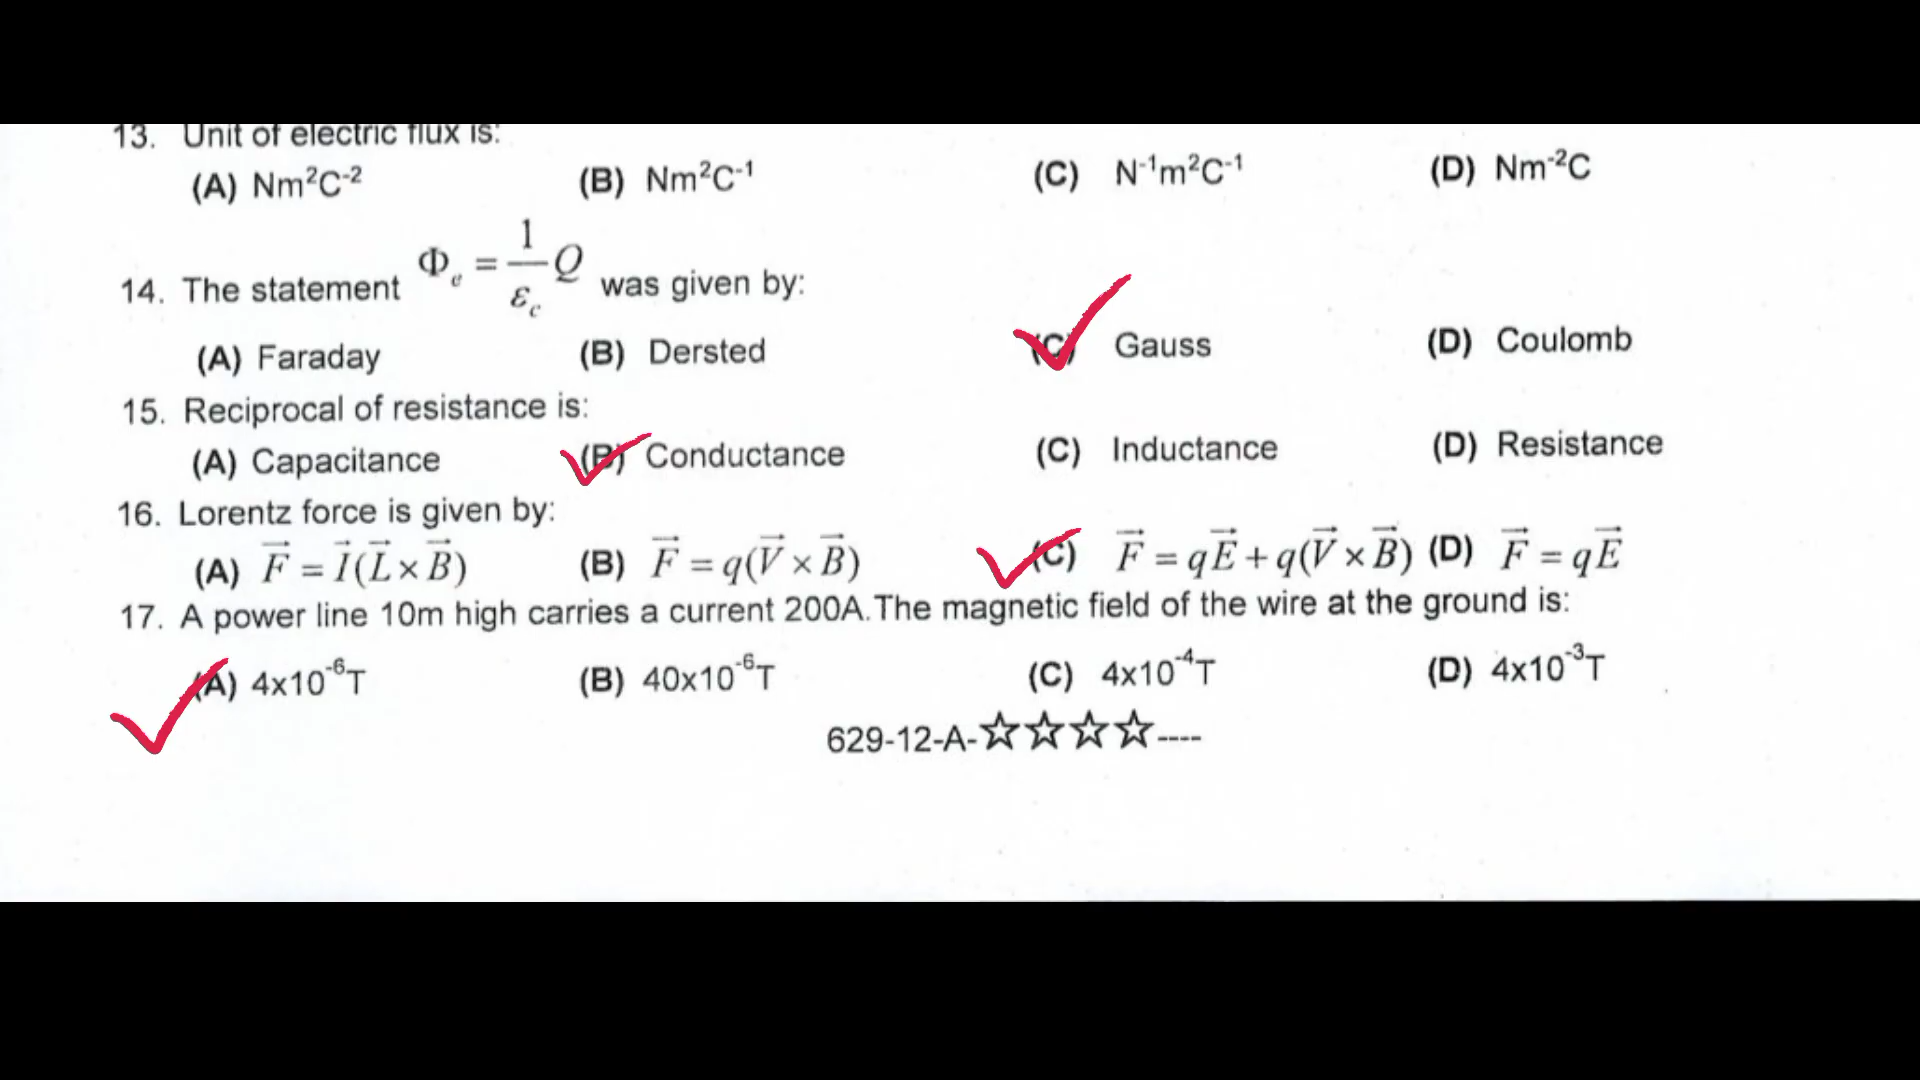 13. Unit of electric flux is:
(A) Nm²C⁻² (B) Nm²C⁻¹ (C) N⁻¹m²C⁻¹ (D) Nm⁻²C
14. The statement Φₑ = 1/ε꜀ Q was given by:
(A) Faraday (B) Dersted (C) Gauss (D) Coulomb
15. Reciprocal of resistance is:
(A) Capacitance (B) Conductance (C) Inductance (D) Resistance
16. Lorentz force is given by:
(A) F⃗ = I⃗(L⃗ × B⃗) (B) F⃗ = q(V⃗ × B⃗) (C) F⃗ = qE⃗ + q(V⃗ × B⃗) (D) F⃗ = qE⃗
17. A power line 10m high carries a current 200A. The magnetic field of the wire at the ground is:
(A) 4x10⁻⁶T (B) 40x10⁻⁶T (C) 4x10⁻⁴T (D) 4x10⁻³T
629-12-A-☆☆☆☆----